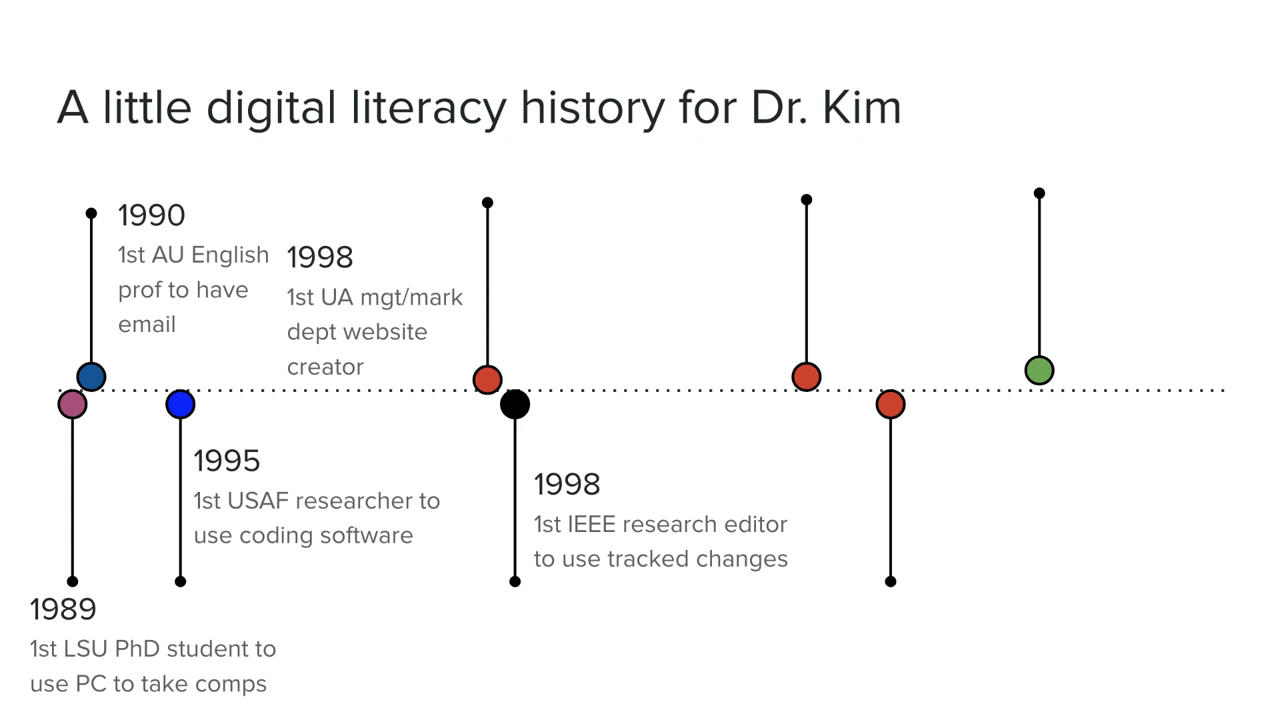 A little digital literacy history for Dr. Kim
1990
1st AU English
prof to have
email
1998
1st UA mgt/mark
dept website
creator
1995
1st USAF researcher to
use coding software
1998
1st IEEE research editor
to use tracked changes
1989
1st LSU PhD student to
use PC to take comps